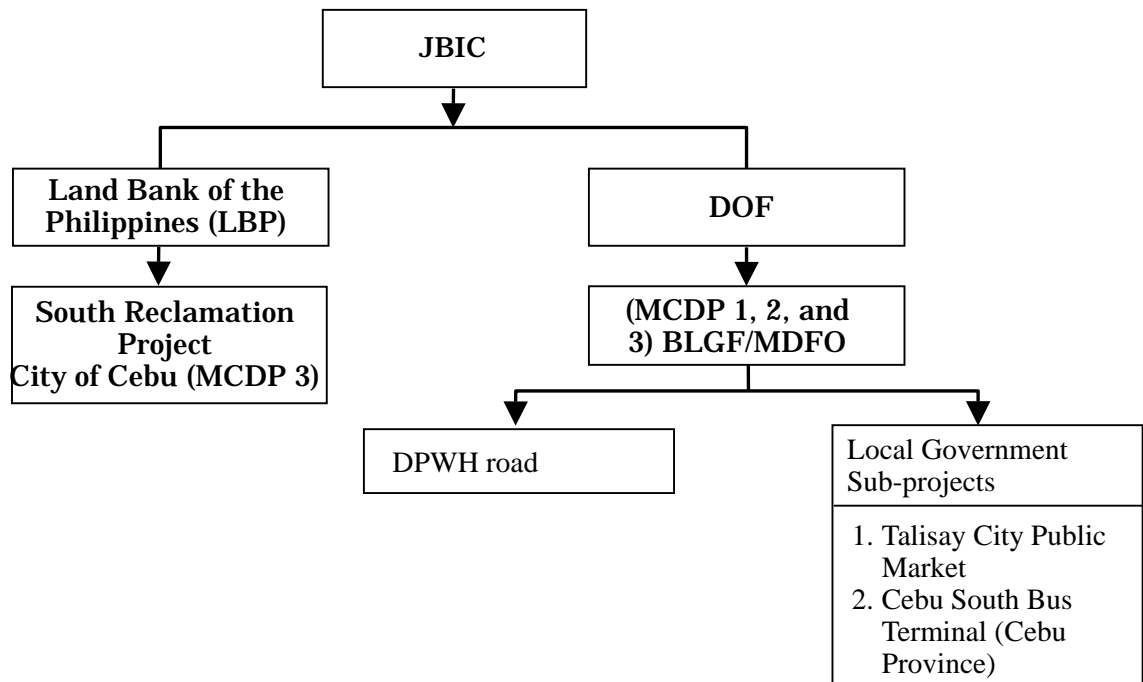 JBIC
Land Bank of the
Philippines (LBP)
DOF
South Reclamation
Project
City of Cebu (MCDP 3)
(MCDP 1, 2, and
3) BLGF/MDFO
DPWH road
Local Government
Sub-projects
1. Talisay City Public
Market
2. Cebu South Bus
Terminal (Cebu
Province)